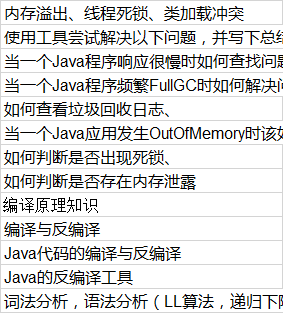 内存溢出、线程死锁、类加载冲突
使用工具尝试解决以下问题，并写下总结
当一个Java程序响应很慢时如何查找问题
当一个Java程序频繁FullGC时如何解决问
如何查看垃圾回收日志、
当一个Java应用发生OutOfMemory时该如
如何判断是否出现死锁、
如何判断是否存在内存泄露
编译原理知识
编译与反编译
Java代码的编译与反编译
Java的反编译工具
词法分析，语法分析（LL算法，递归下降